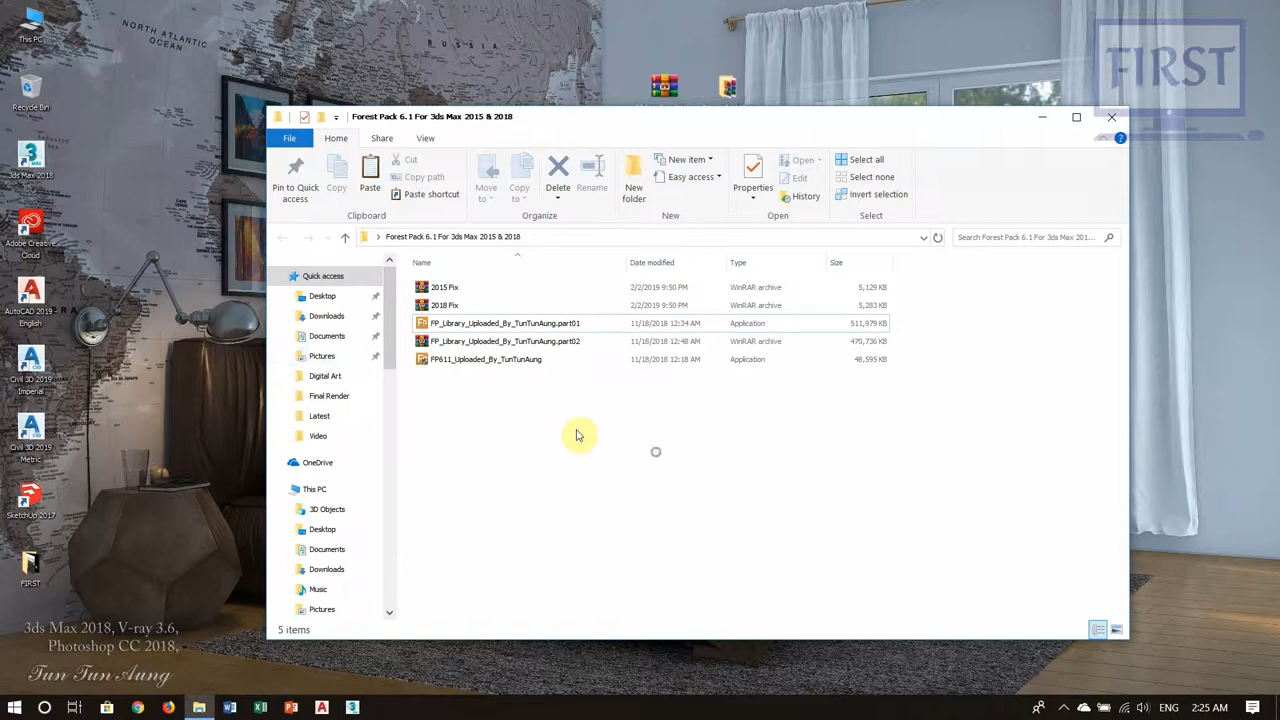 This PC
Recycle Bin
3ds Max 2018
Adobe Creative
Cloud
AutoCAD 2019 -
English
Civil 3D 2019
Imperial
Civil 3D 2019
Metric
SketchUp 2017
FIRST
NORTH ATLANTIC
OCEAN
RUSSIA
FIRST
Forest Pack 6.1 For 3ds Max 2015 & 2018
File
Home
Share
View
Pin to Quick
access
Copy
Paste
Cut
Copy path
Paste shortcut
Clipboard
Move
to
Copy
to
Delete
Rename
Organize
New
folder
New item
Easy access
New
Properties
Open
Edit
History
Open
Select all
Select none
Invert selection
Select
Forest Pack 6.1 For 3ds Max 2015 & 2018
Search Forest Pack 6.1 For 3ds Max 201...
Name
Date modified
Type
Size
2015 Fix 2/2/2019 9:50 PM WinRAR archive 5,129 KB
2018 Fix 2/2/2019 9:50 PM WinRAR archive 5,283 KB
FP_Library_Uploaded_By_TunTunAung.part01 11/18/2018 12:34 AM Application 511,979 KB
FP_Library_Uploaded_By_TunTunAung.part02 11/18/2018 12:48 AM WinRAR archive 470,736 KB
FP611_Uploaded_By_TunTunAung 11/18/2018 12:18 AM Application 48,595 KB
Quick access
Desktop
Downloads
Documents
Pictures
Digital Art
Final Render
Latest
Video
OneDrive
This PC
3D Objects
Desktop
Documents
Downloads
Music
Pictures
5 items
3ds Max 2018, V-ray 3.6,
Photoshop CC 2018,
Tun Tun Aung
ENG
2:25 AM